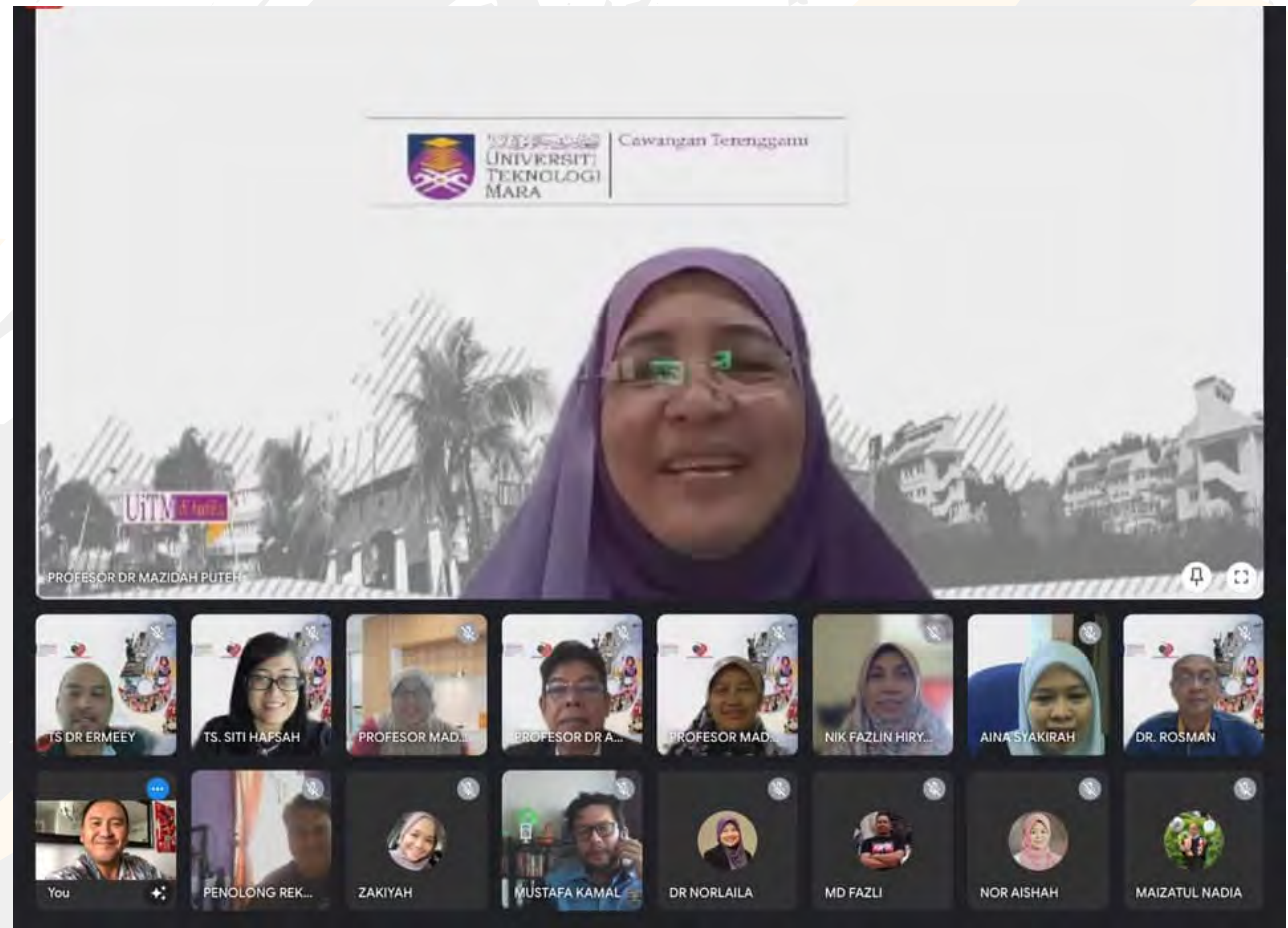 UNIVERSITI
TEKNOLOGI
MARA
Cawangan Terengganu
UiTM
PROFESOR DR MAZIDAH PUTEH
TS DR ERMEEY
TS. SITI HAFSAH
PROFESOR MAD...
PROFESOR DR A...
PROFESOR MAD...
NIK FAZLIN HIRY...
AINA SYAKIRAH
DR. ROSMAN
You
PENOLONG REK...
ZAKIYAH
MUSTAFA KAMAL
DR NORLAILA
MD FAZLI
NOR AISHAH
MAIZATUL NADIA